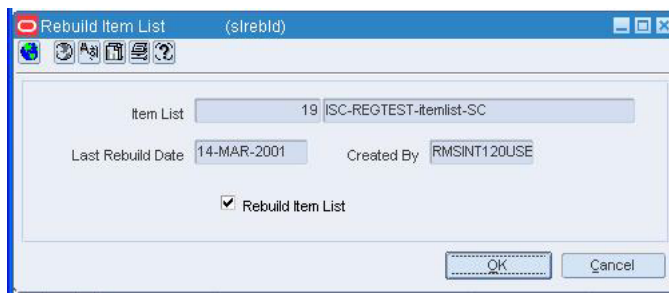 Rebuild Item List (slrebld)
Item List 19 ISC-REGTEST-itemlist-SC
Last Rebuild Date 14-MAR-2001 Created By RMSINT120USE
Rebuild Item List
OK Cancel